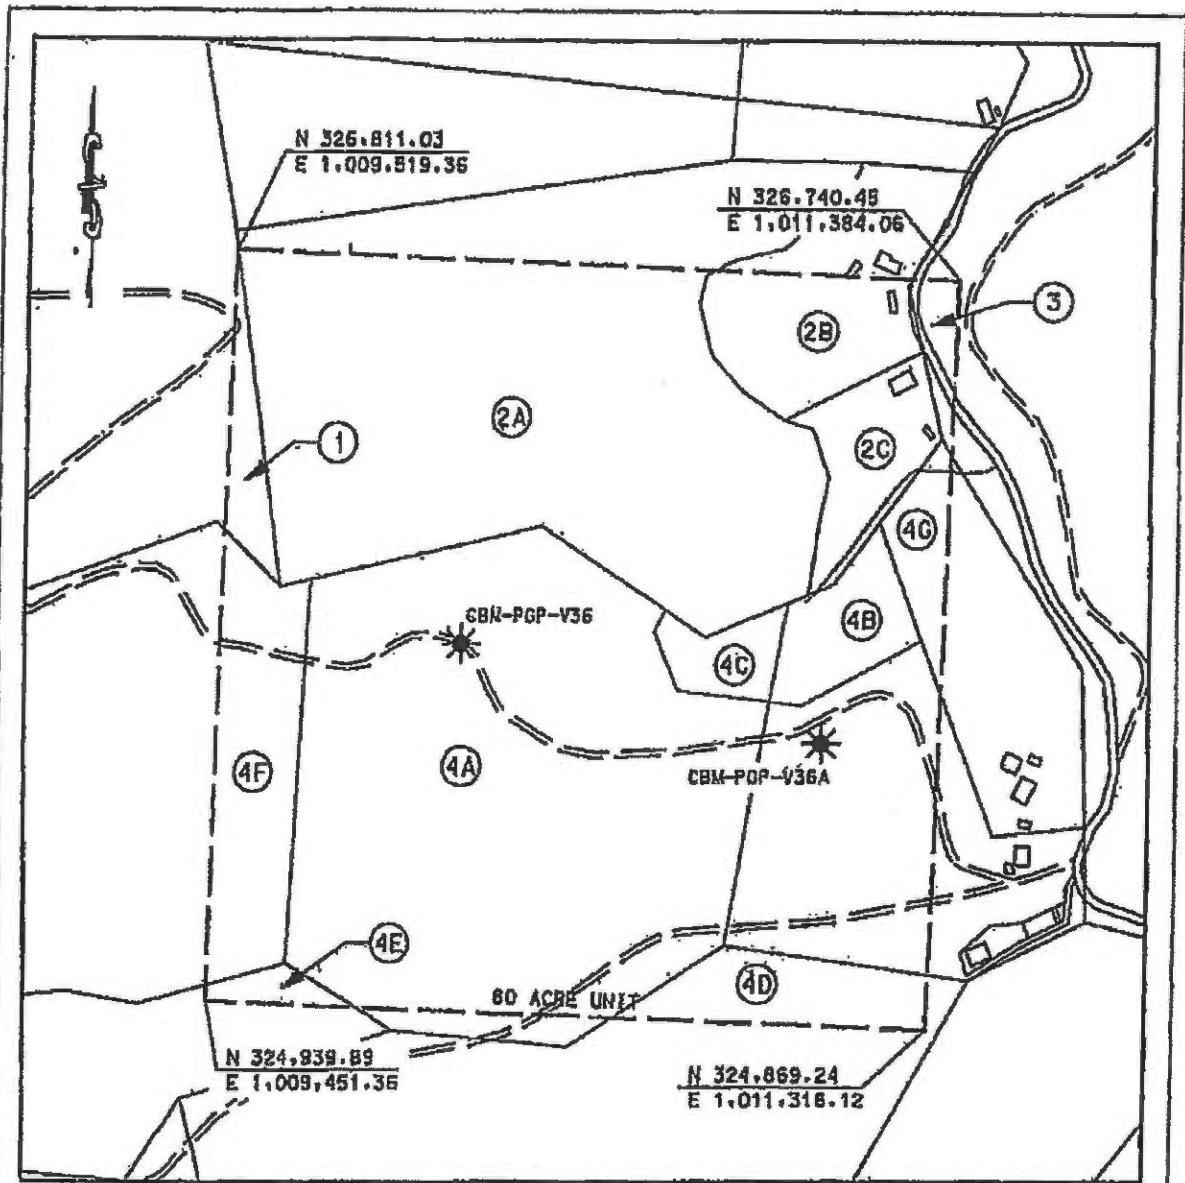 N 326,811.03
E 1,009,519.36
N 326,740.45
E 1,011,384.06
3
2B
2A
1
2C
4G
CBM-PGP-V36
4B
4C
4F
4A
CBM-PGP-V36A
4E
4D
80 ACRE UNIT
N 324,939.89
E 1,009,451.36
N 324,869.24
E 1,011,316.12